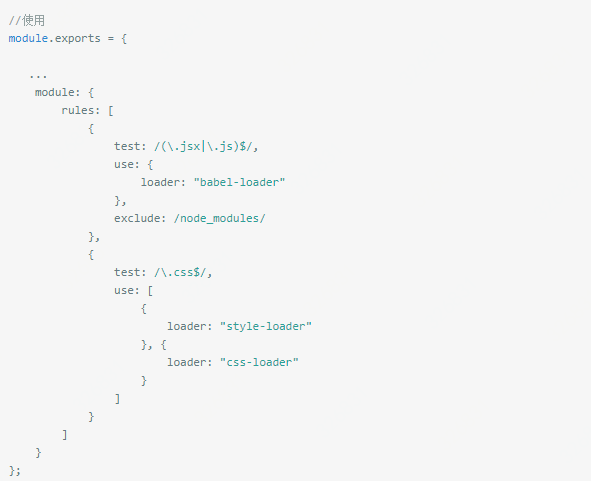 //使用
module.exports = {
...
module: {
rules: [
{
test: /(\.jsx|\.js)$/,
use: {
loader: "babel-loader"
},
exclude: /node_modules/
},
{
test: /\.css$/,
use: [
{
loader: "style-loader"
}, {
loader: "css-loader"
}
]
}
]
}
};